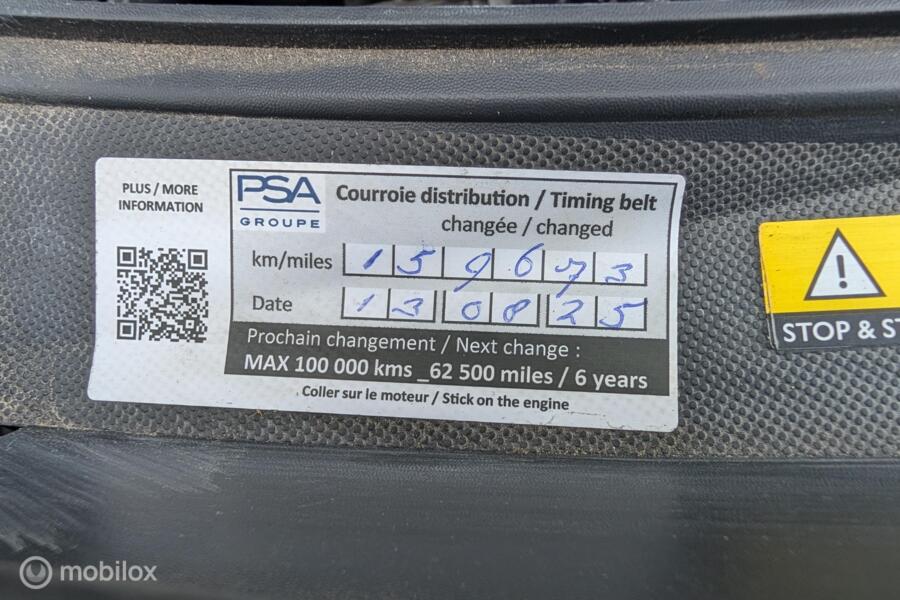 PLUS / MORE
INFORMATION
PSA
GROUPE
Courroie distribution / Timing belt
changée / changed
km/miles 1 5 9 6 7 3
Date 1 3 0 8 2 5
Prochain changement / Next change :
MAX 100 000 kms _62 500 miles / 6 years
Coller sur le moteur / Stick on the engine
STOP & ST
mobilox